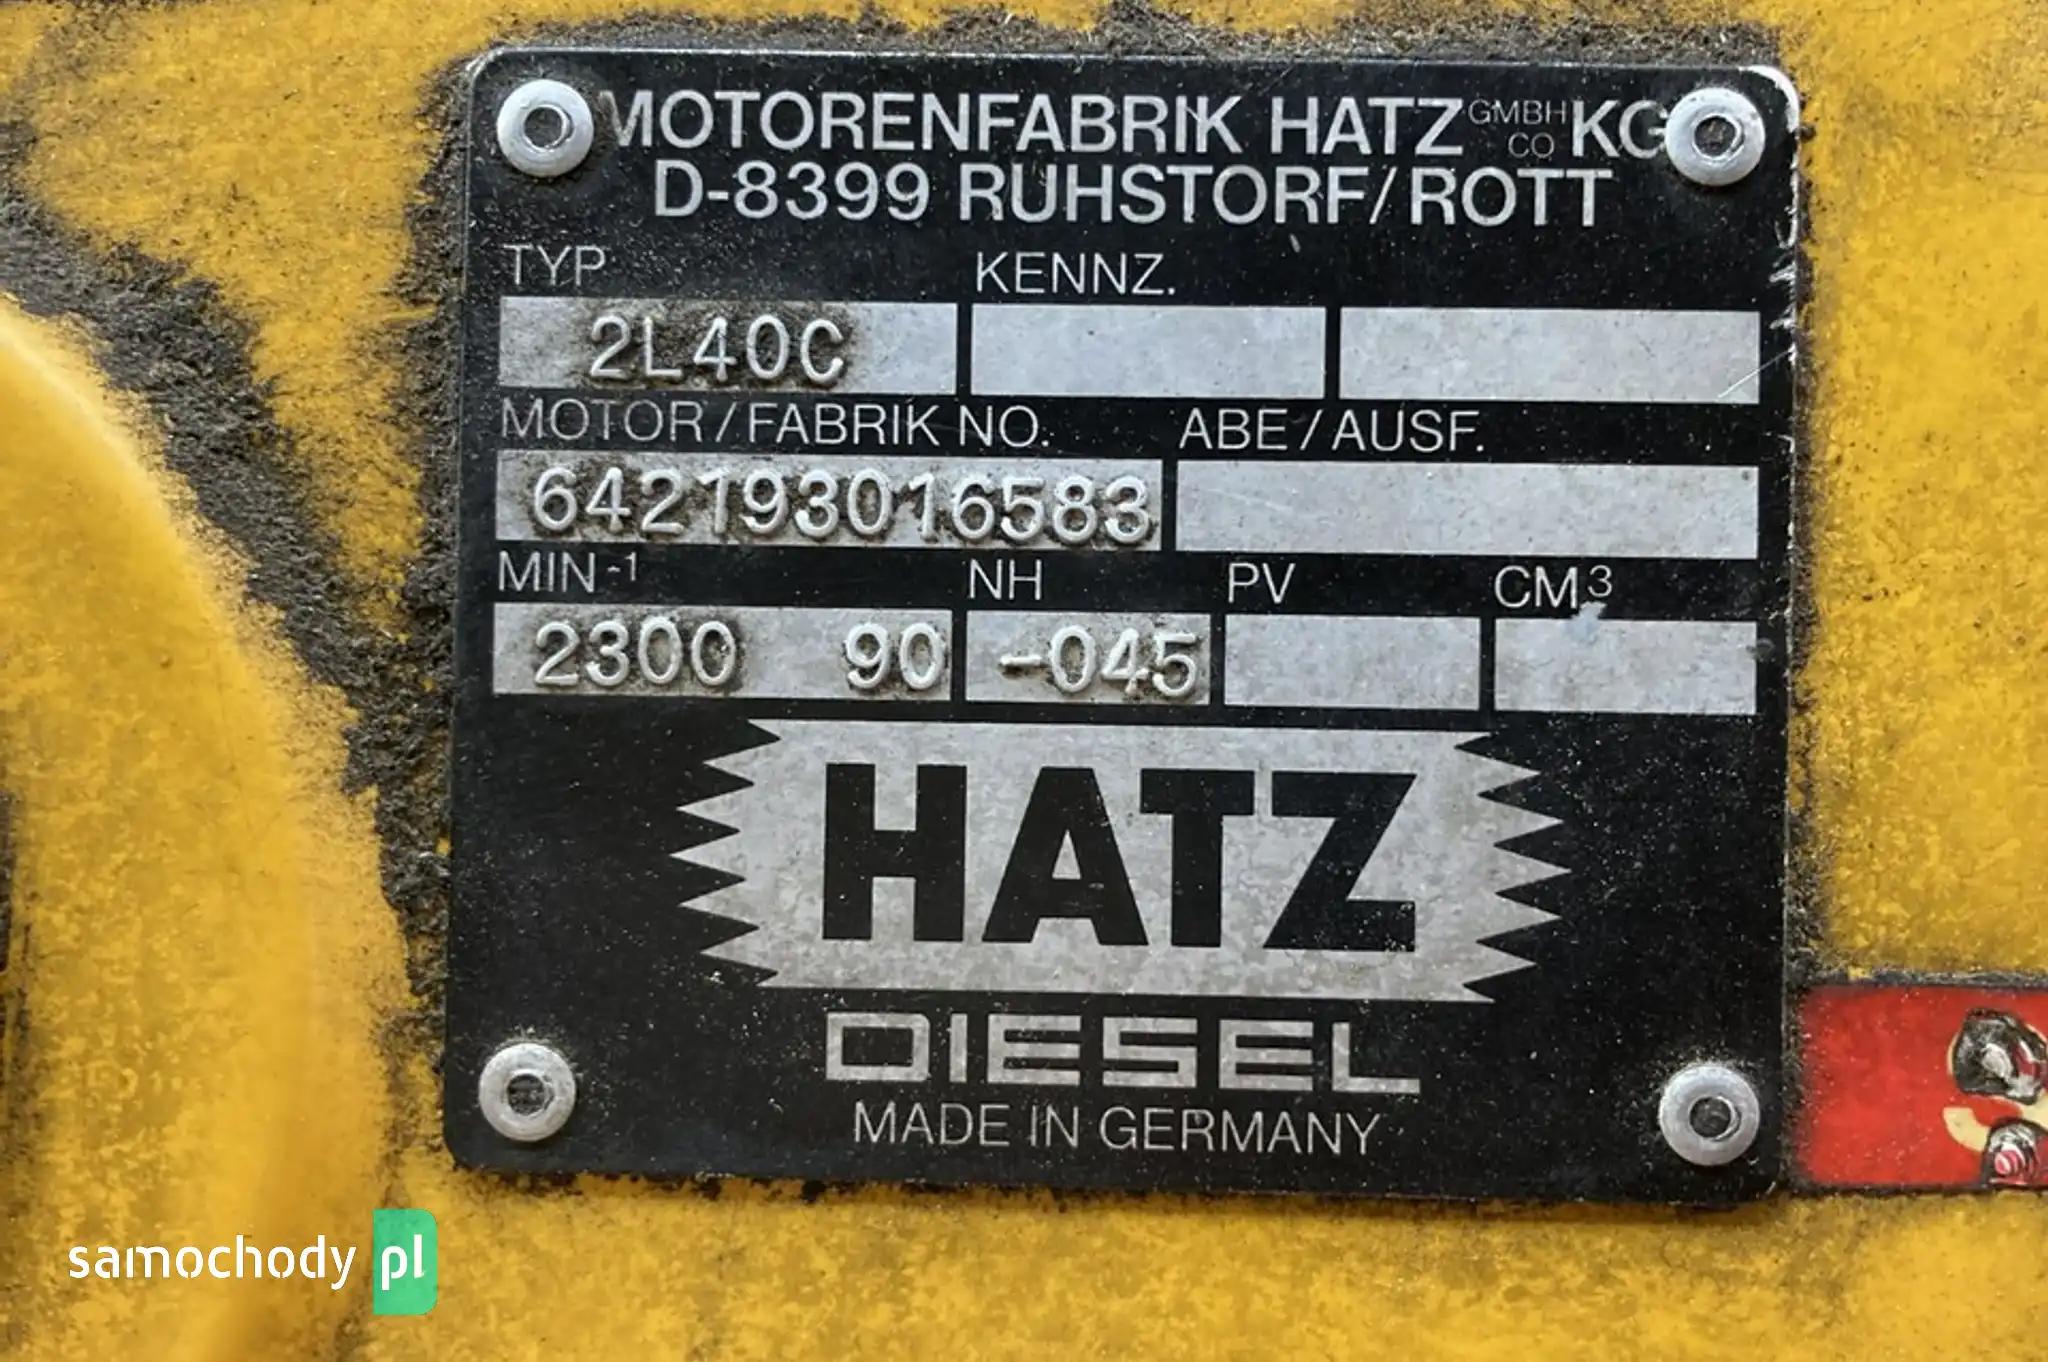 MOTORENFABRIK HATZ GMBH CO KG
D-8399 RUHSTORF/ROTT
TYP KENNZ.
2L40C
MOTOR/FABRIK NO. ABE/AUSF.
642193016583
MIN-1 NH PV CM3
2300 90 -045
HATZ
DIESEL
MADE IN GERMANY
samochody pl